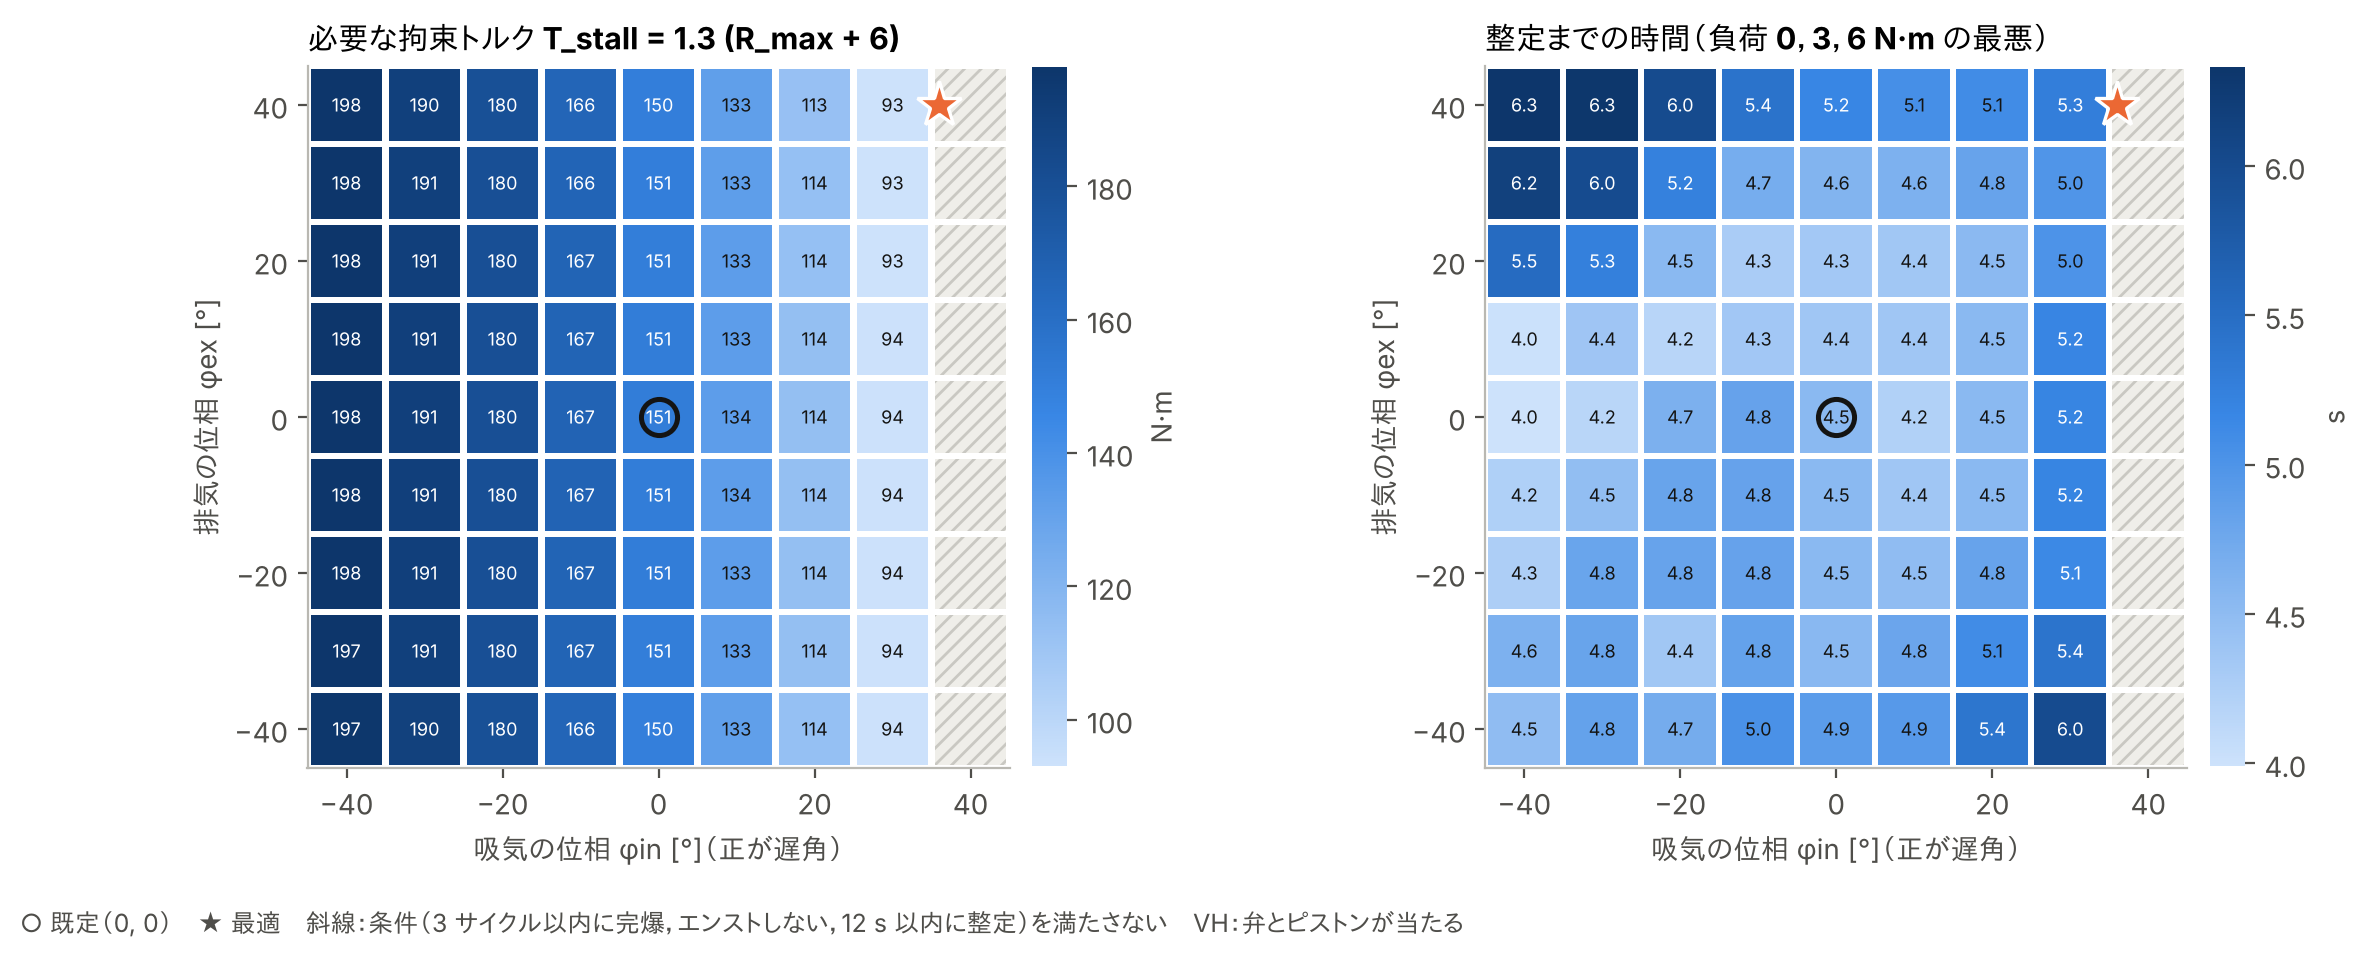 必要な拘束トルク T_stall = 1.3 (R_max + 6)
40 198 190 180 166 150 133 113 93
198 191 180 166 151 133 114 93
20 198 191 180 167 151 133 114 93
198 191 180 167 151 133 114 94
0 198 191 180 167 151 134 114 94
198 191 180 167 151 134 114 94
−20 198 191 180 167 151 133 114 94
197 191 180 167 151 133 114 94
−40 197 190 180 166 150 133 114 94
−40 −20 0 20 40
吸気の位相 φin [°]（正が遅角）
排気の位相 φex [°]
180
160
140
120
100
N·m
整定までの時間（負荷 0, 3, 6 N·m の最悪）
40 6.3 6.3 6.0 5.4 5.2 5.1 5.1 5.3
6.2 6.0 5.2 4.7 4.6 4.6 4.8 5.0
20 5.5 5.3 4.5 4.3 4.3 4.4 4.5 5.0
4.0 4.4 4.2 4.3 4.4 4.4 4.5 5.2
0 4.0 4.2 4.7 4.8 4.5 4.2 4.5 5.2
4.2 4.5 4.8 4.8 4.5 4.4 4.5 5.2
−20 4.3 4.8 4.8 4.8 4.5 4.5 4.8 5.1
4.6 4.8 4.4 4.8 4.5 4.8 5.1 5.4
−40 4.5 4.8 4.7 5.0 4.9 4.9 5.4 6.0
−40 −20 0 20 40
吸気の位相 φin [°]（正が遅角）
排気の位相 φex [°]
6.0
5.5
5.0
4.5
4.0
s
○ 既定（0, 0） ★ 最適 斜線：条件（3 サイクル以内に完爆，エンストしない，12 s 以内に整定）を満たさない VH：弁とピストンが当たる